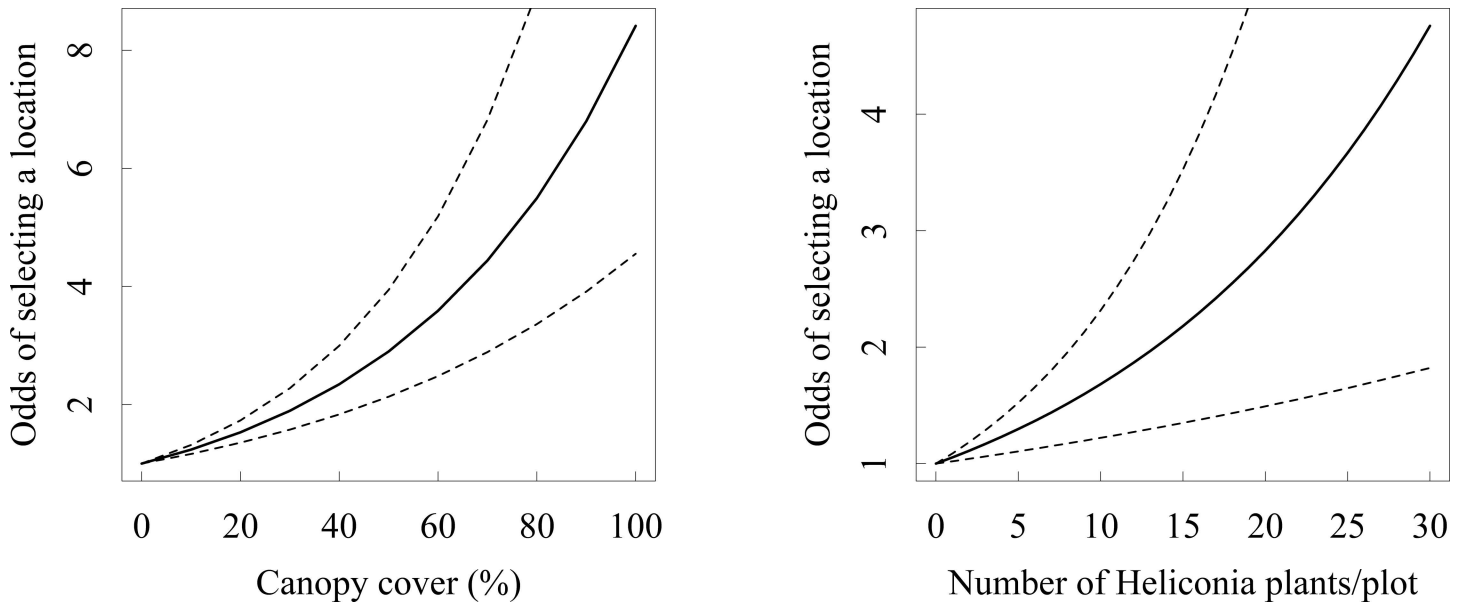 Odds of selecting a location
8
6
4
2
0 20 40 60 80 100
Canopy cover (%)
Odds of selecting a location
4
3
2
1
0 5 10 15 20 25 30
Number of Heliconia plants/plot